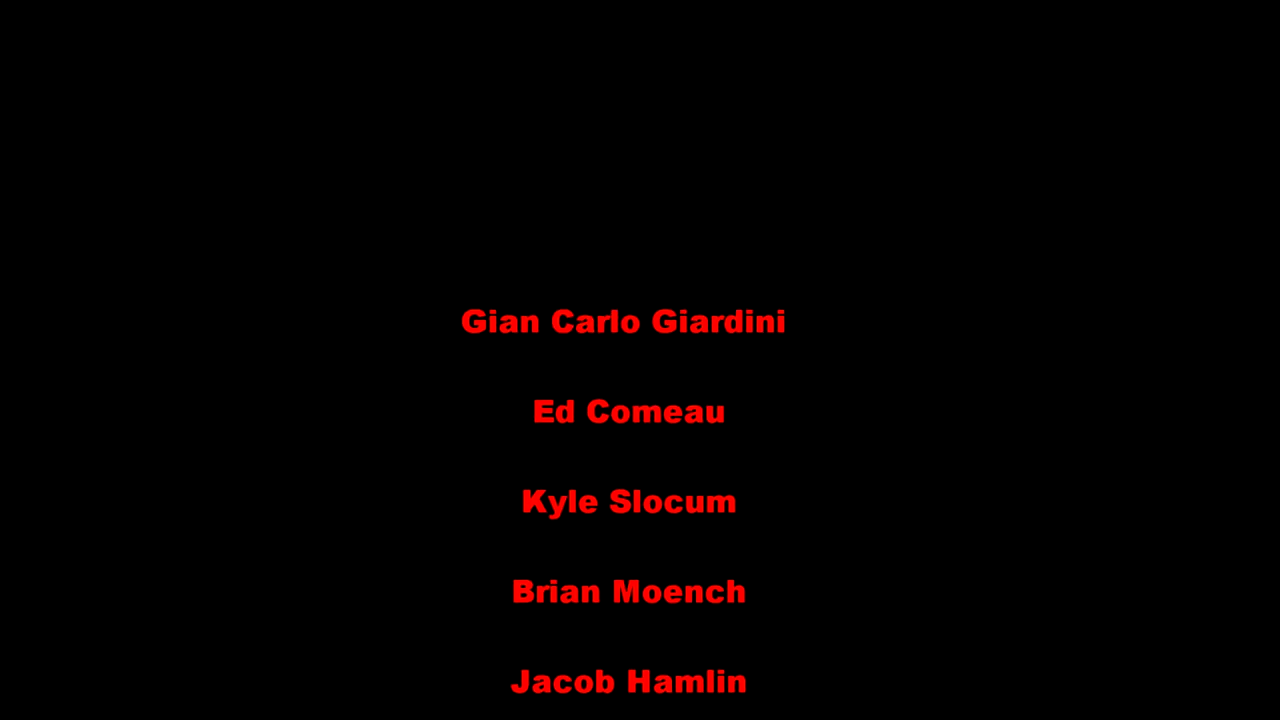 Gian Carlo Giardini
Ed Comeau
Kyle Slocum
Brian Moench
Jacob Hamlin